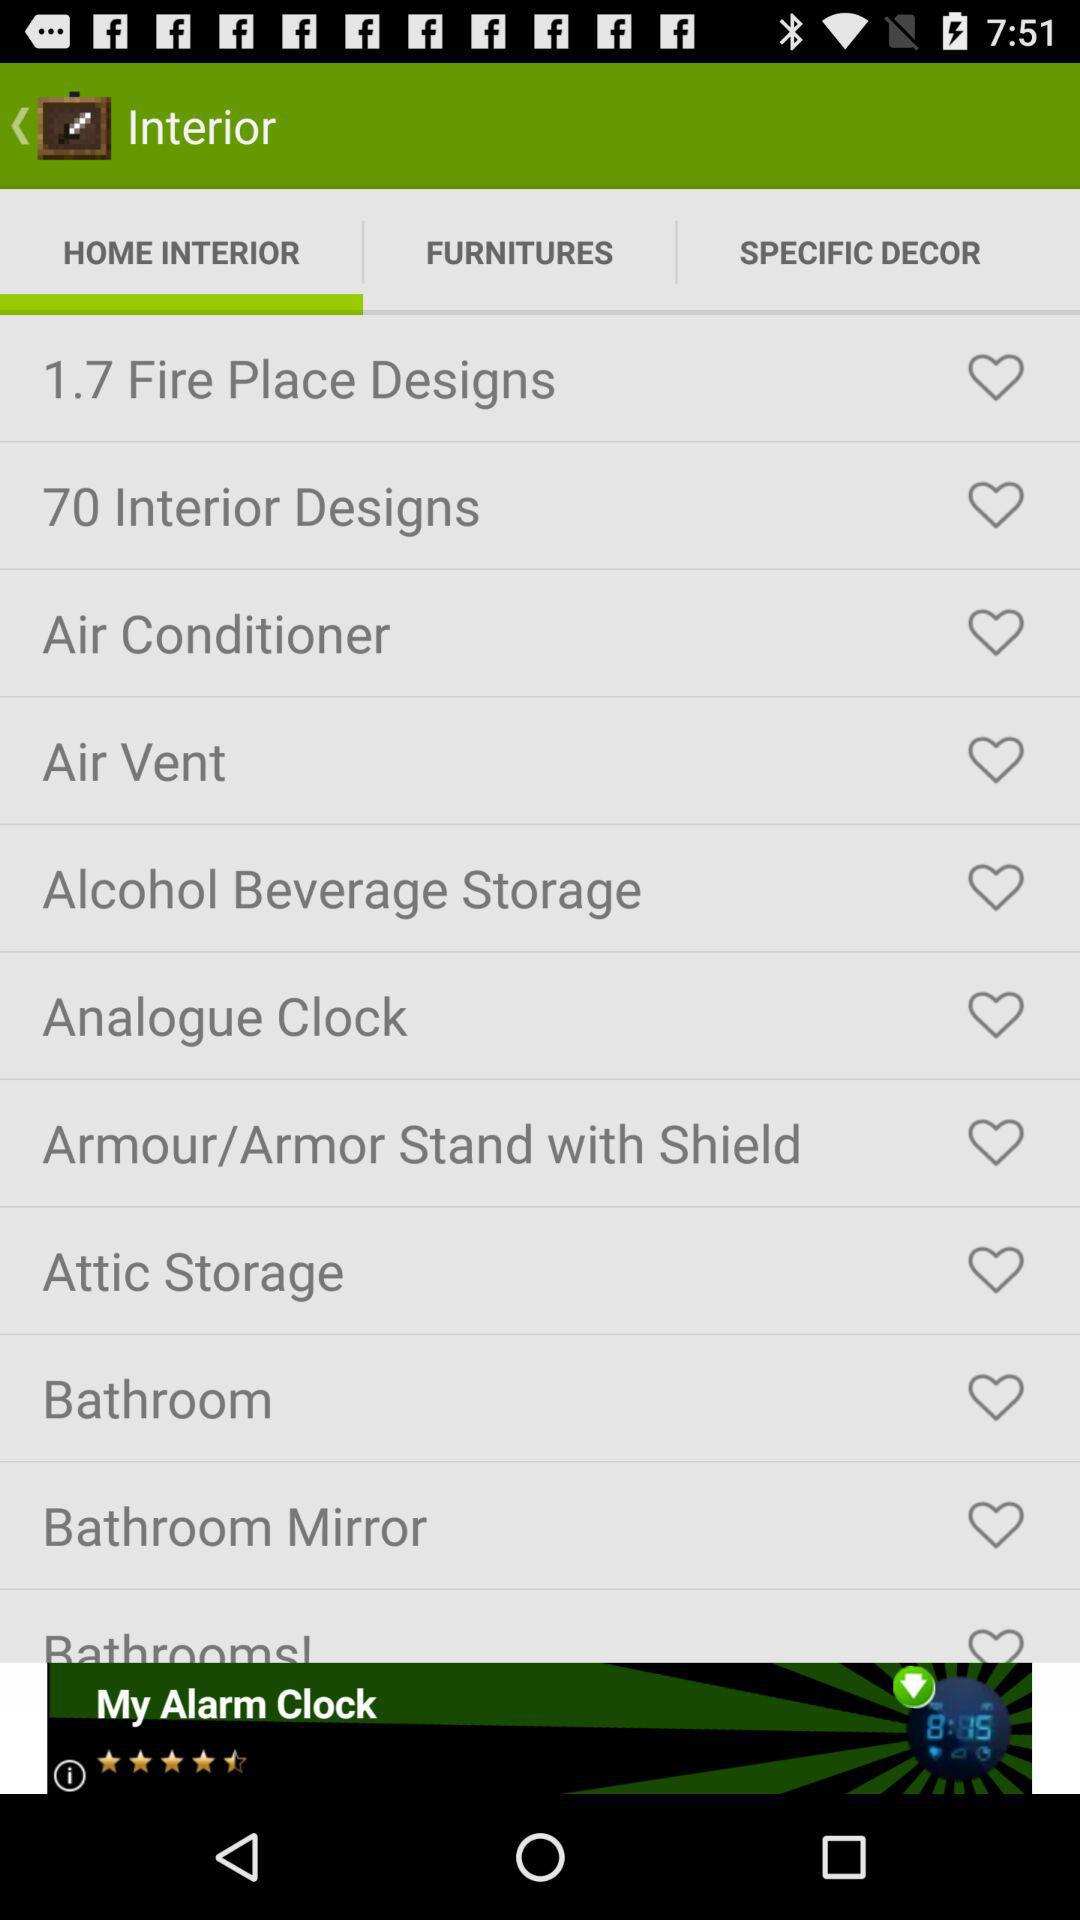 7:51
Interior
HOME INTERIOR FURNITURES SPECIFIC DECOR
1.7 Fire Place Designs
70 Interior Designs
Air Conditioner
Air Vent
Alcohol Beverage Storage
Analogue Clock
Armour/Armor Stand with Shield
Attic Storage
Bathroom
Bathroom Mirror
Bathrooms!
My Alarm Clock
8:15